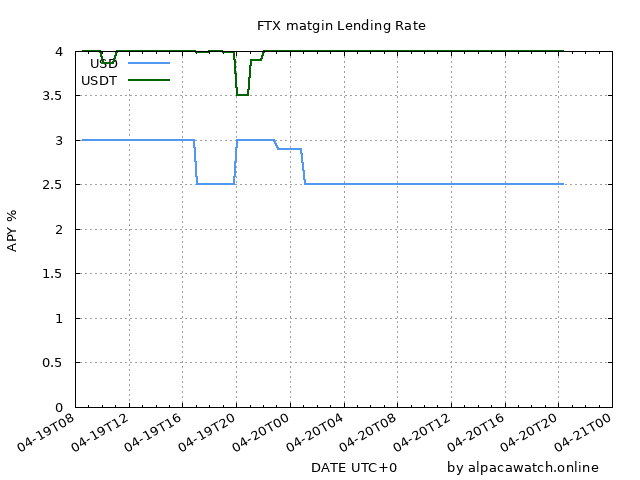 FTX matgin Lending Rate
USD
USDT
4
3.5
3
2.5
2
1.5
1
0.5
0
APY %
04-19T08
04-19T12
04-19T16
04-19T20
04-20T00
04-20T04
04-20T08
04-20T12
04-20T16
04-20T20
04-21T00
DATE UTC+0
by alpacawatch.online